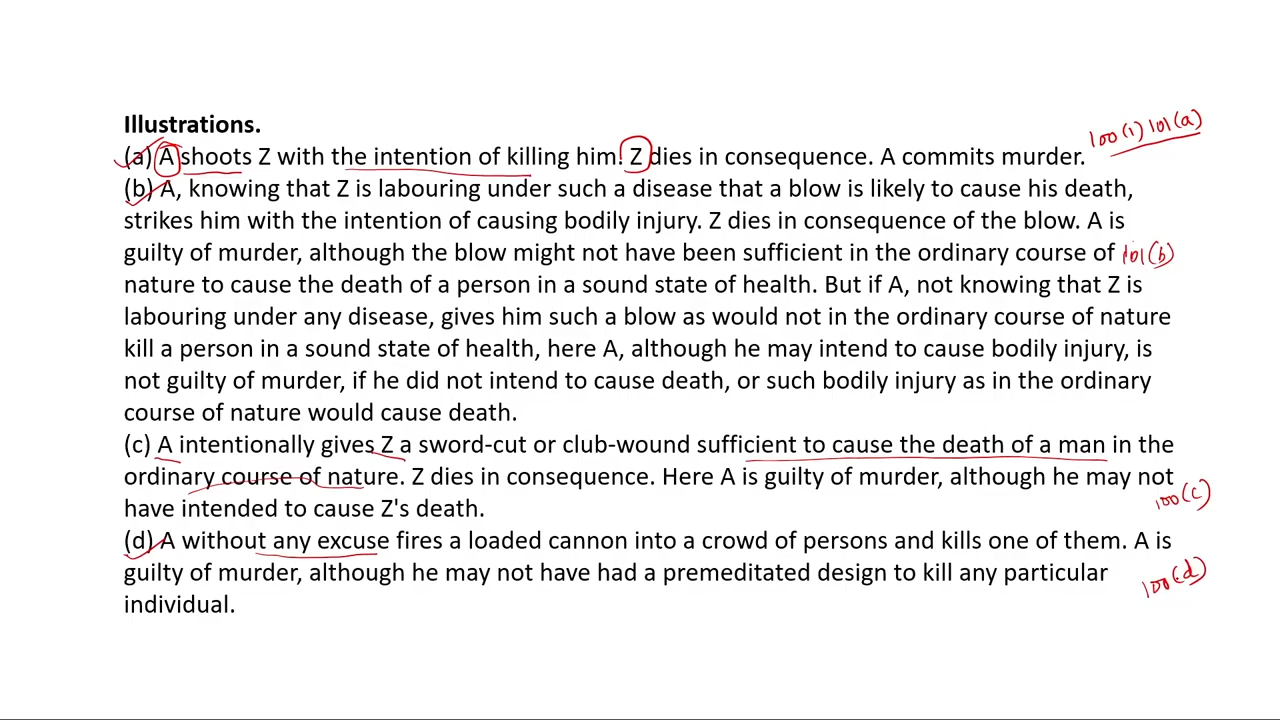 Illustrations.
100(1) 101(a)
(a) A shoots Z with the intention of killing him. Z dies in consequence. A commits murder.
(b) A, knowing that Z is labouring under such a disease that a blow is likely to cause his death,
strikes him with the intention of causing bodily injury. Z dies in consequence of the blow. A is
guilty of murder, although the blow might not have been sufficient in the ordinary course of 101(b)
nature to cause the death of a person in a sound state of health. But if A, not knowing that Z is
labouring under any disease, gives him such a blow as would not in the ordinary course of nature
kill a person in a sound state of health, here A, although he may intend to cause bodily injury, is
not guilty of murder, if he did not intend to cause death, or such bodily injury as in the ordinary
course of nature would cause death.
(c) A intentionally gives Z a sword-cut or club-wound sufficient to cause the death of a man in the
ordinary course of nature. Z dies in consequence. Here A is guilty of murder, although he may not
have intended to cause Z's death. 100(c)
(d) A without any excuse fires a loaded cannon into a crowd of persons and kills one of them. A is
guilty of murder, although he may not have had a premeditated design to kill any particular 100(d)
individual.